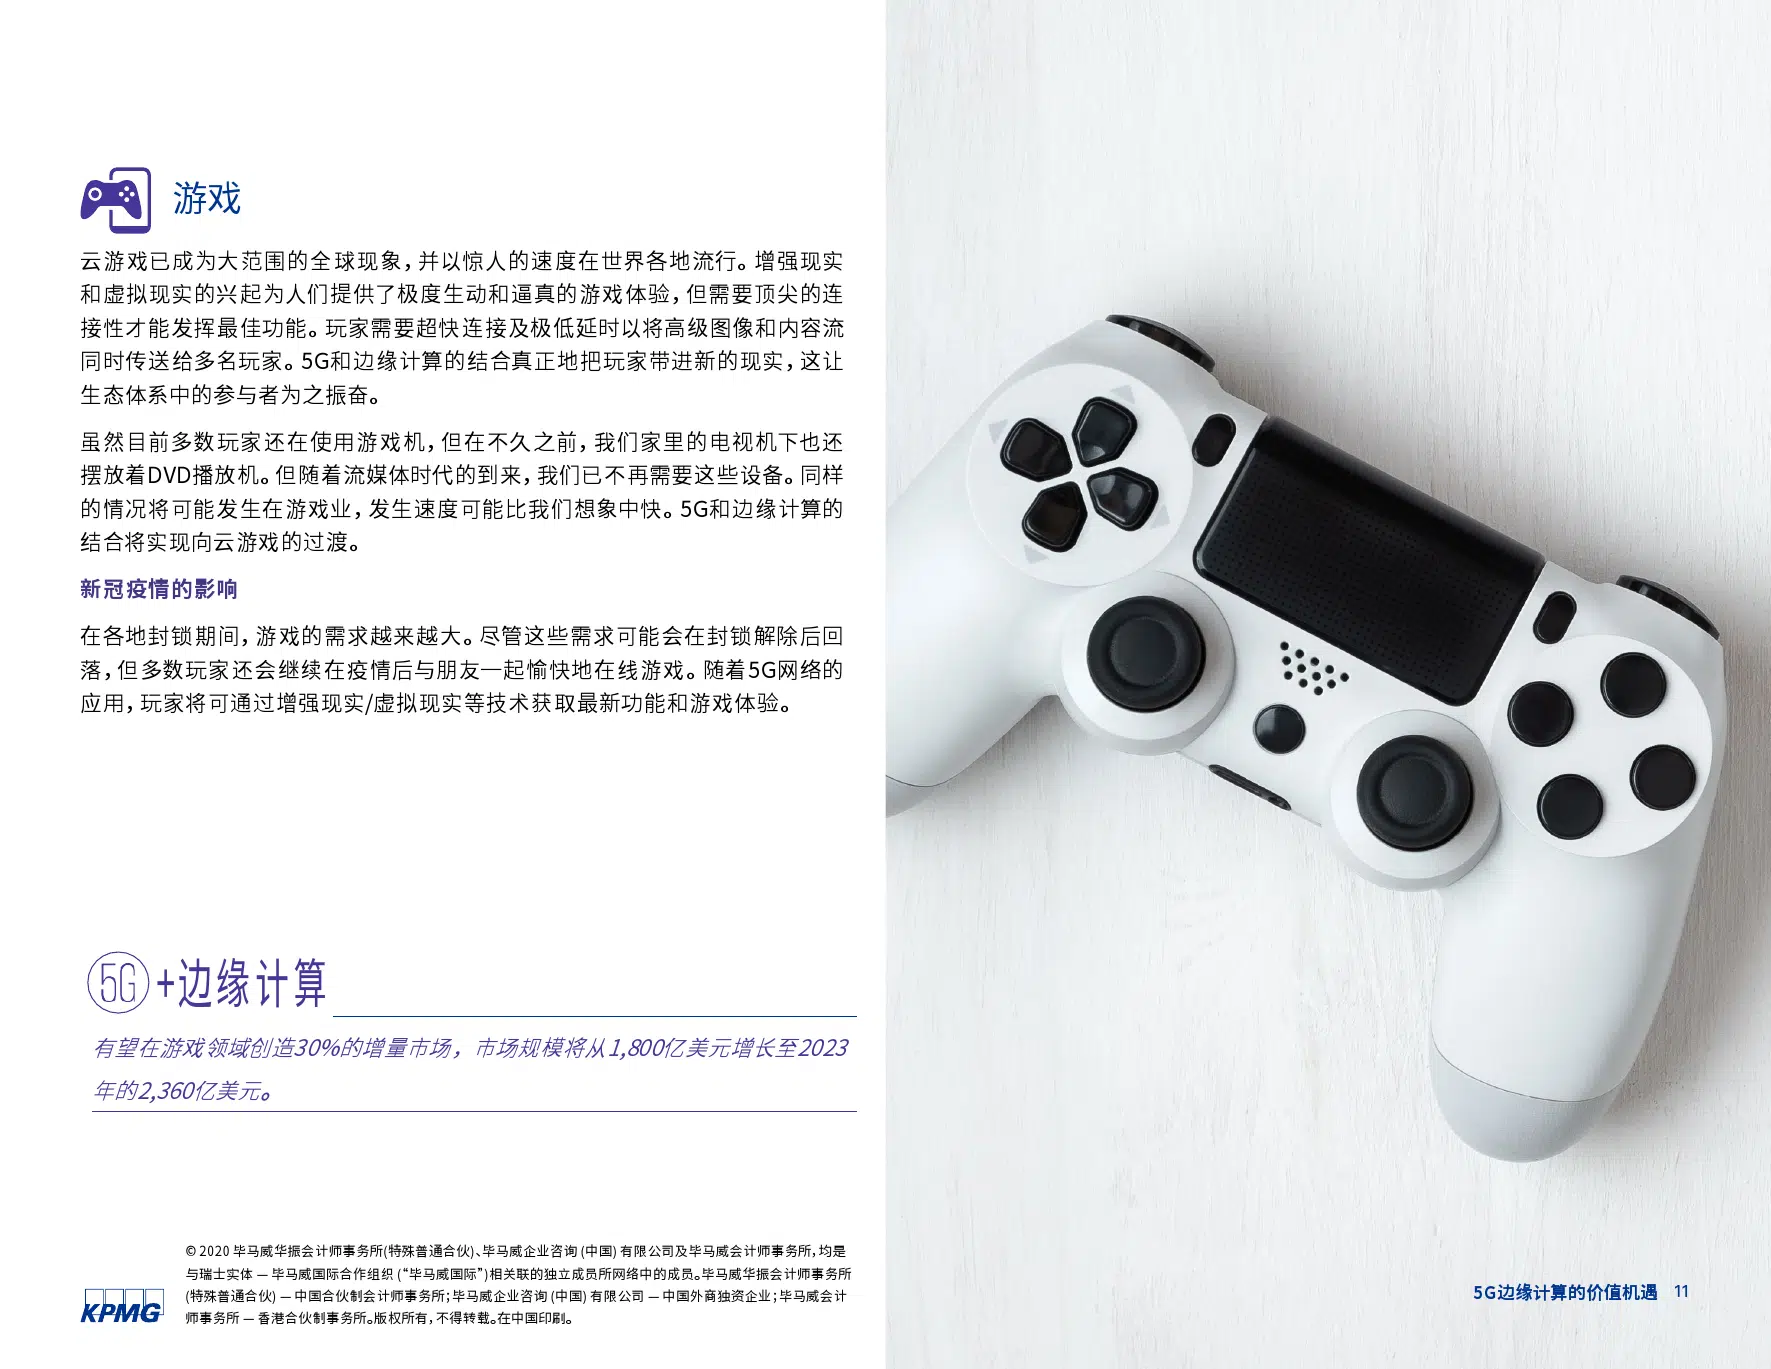 游戏
云游戏已成为大范围的全球现象，并以惊人的速度在世界各地流行。增强现实
和虚拟现实的兴起为人们提供了极度生动和逼真的游戏体验，但需要顶尖的连
接性才能发挥最佳功能。玩家需要超快连接及极低延时以将高级图像和内容流
同时传送给多名玩家。5G和边缘计算的结合真正地把玩家带进新的现实，这让
生态体系中的参与者为之振奋。
虽然目前多数玩家还在使用游戏机，但在不久之前，我们家里的电视机下也还
摆放着DVD播放机。但随着流媒体时代的到来，我们已不再需要这些设备。同样
的情况将可能发生在游戏业，发生速度可能比我们想象中快。5G和边缘计算的
结合将实现向云游戏的过渡。
新冠疫情的影响
在各地封锁期间，游戏的需求越来越大。尽管这些需求可能会在封锁解除后回
落，但多数玩家还会继续在疫情后与朋友一起愉快地在线游戏。随着5G网络的
应用，玩家将可通过增强现实/虚拟现实等技术获取最新功能和游戏体验。
5G+边缘计算
有望在游戏领域创造30%的增量市场，市场规模将从1,800亿美元增长至2023
年的2,360亿美元。
© 2020 毕马威华振会计师事务所(特殊普通合伙)、毕马威企业咨询 (中国) 有限公司及毕马威会计师事务所，均是
与瑞士实体 — 毕马威国际合作组织 (“毕马威国际”)相关联的独立成员所网络中的成员。毕马威华振会计师事务所
(特殊普通合伙) — 中国合伙制会计师事务所；毕马威企业咨询 (中国) 有限公司 — 中国外商独资企业；毕马威会计
师事务所 — 香港合伙制事务所。版权所有，不得转载。在中国印刷。
KPMG
5G边缘计算的价值机遇 11